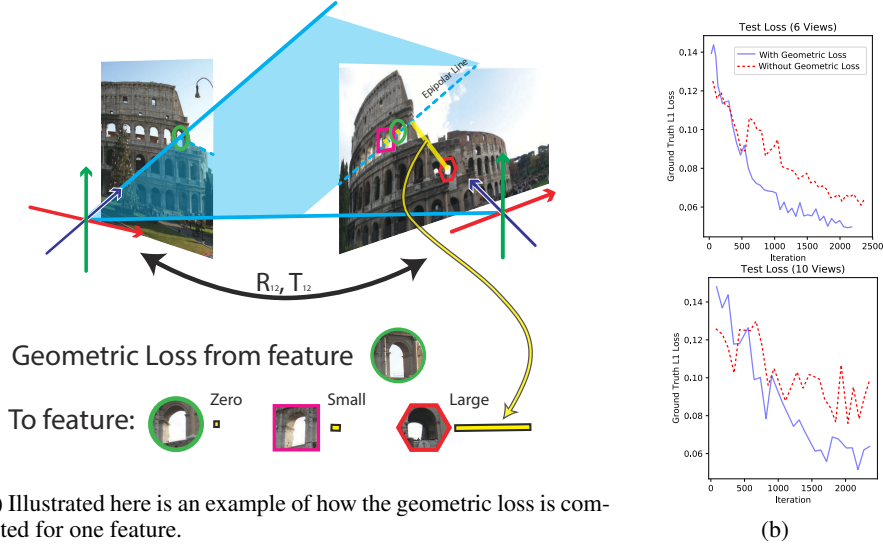 Epipolar Line
R12, T12
Geometric Loss from feature
To feature:
Zero
Small
Large
) Illustrated here is an example of how the geometric loss is com-
ted for one feature.
Test Loss (6 Views)
With Geometric Loss
Without Geometric Loss
Ground Truth L1 Loss
0.14
0.12
0.10
0.08
0.06
0 500 1000 1500 2000 2500
Iteration
Test Loss (10 Views)
Ground Truth L1 Loss
0.14
0.12
0.10
0.08
0.06
0 500 1000 1500 2000
Iteration
(b)